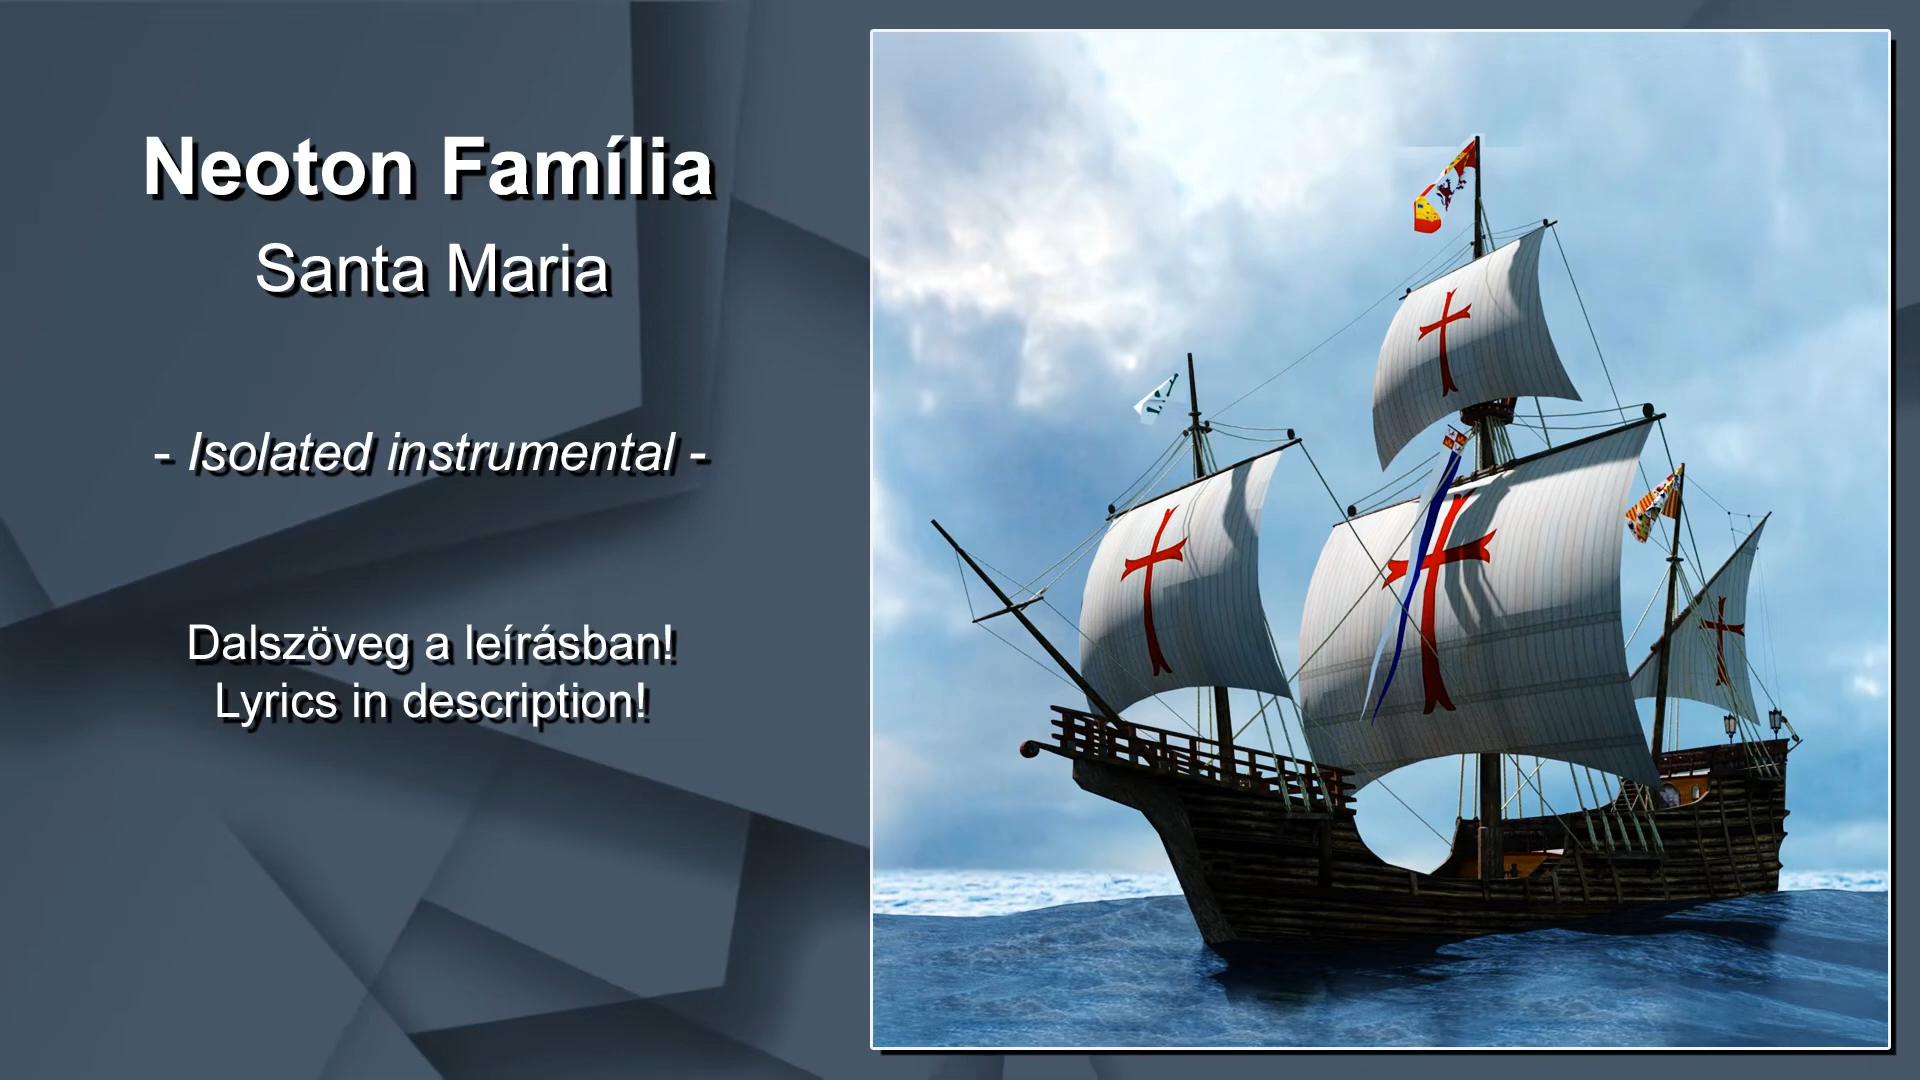 Neoton Família
Santa Maria
- Isolated instrumental -
Dalszöveg a leírásban!
Lyrics in description!